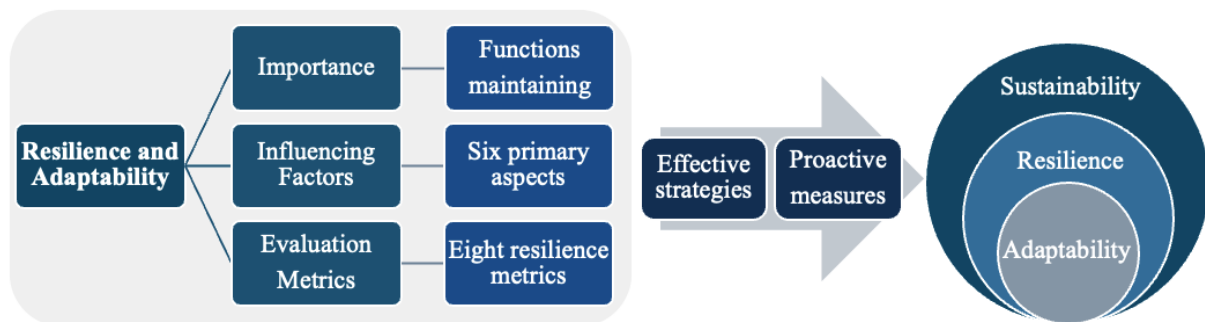 Resilience and
Adaptability
Importance
Functions
maintaining
Influencing
Factors
Six primary
aspects
Evaluation
Metrics
Eight resilience
metrics
Effective
strategies
Proactive
measures
Sustainability
Resilience
Adaptability